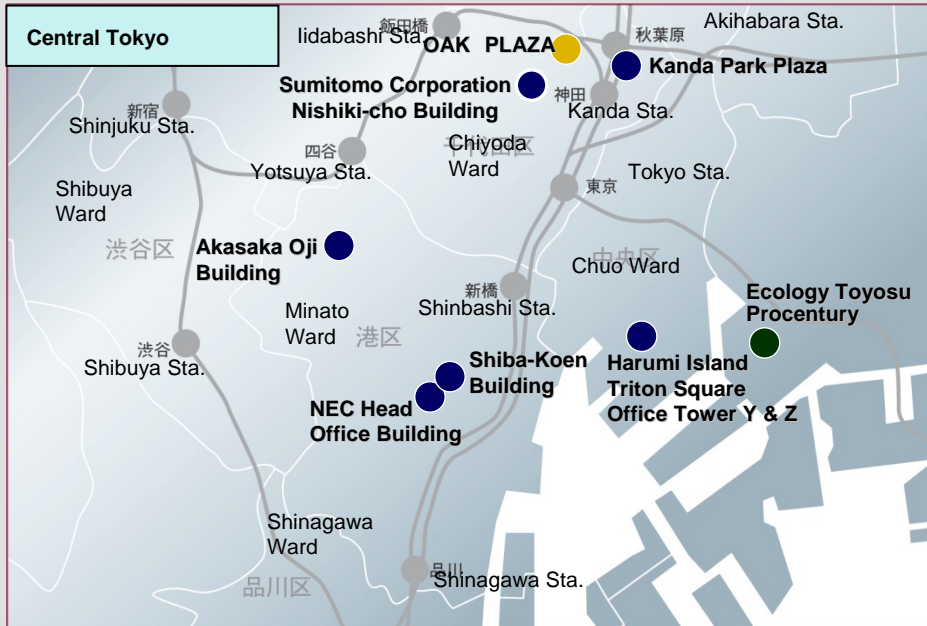 Central Tokyo
飯田橋
Iidabashi Sta.
OAK PLAZA
Akihabara Sta.
秋葉原
Kanda Park Plaza
Sumitomo Corporation
Nishiki-cho Building
神田
Kanda Sta.
新宿
Shinjuku Sta.
四谷
Yotsuya Sta.
Chiyoda
Ward
千代田区
東京
Tokyo Sta.
Shibuya
Ward
渋谷区
Akasaka Oji
Building
中央区
Chuo Ward
新橋
Shinbashi Sta.
Ecology Toyosu
Procentury
Minato
Ward
港区
渋谷
Shibuya Sta.
Shiba-Koen
Building
Harumi Island
Triton Square
Office Tower Y & Z
NEC Head
Office Building
Shinagawa
Ward
品川区
品川
Shinagawa Sta.